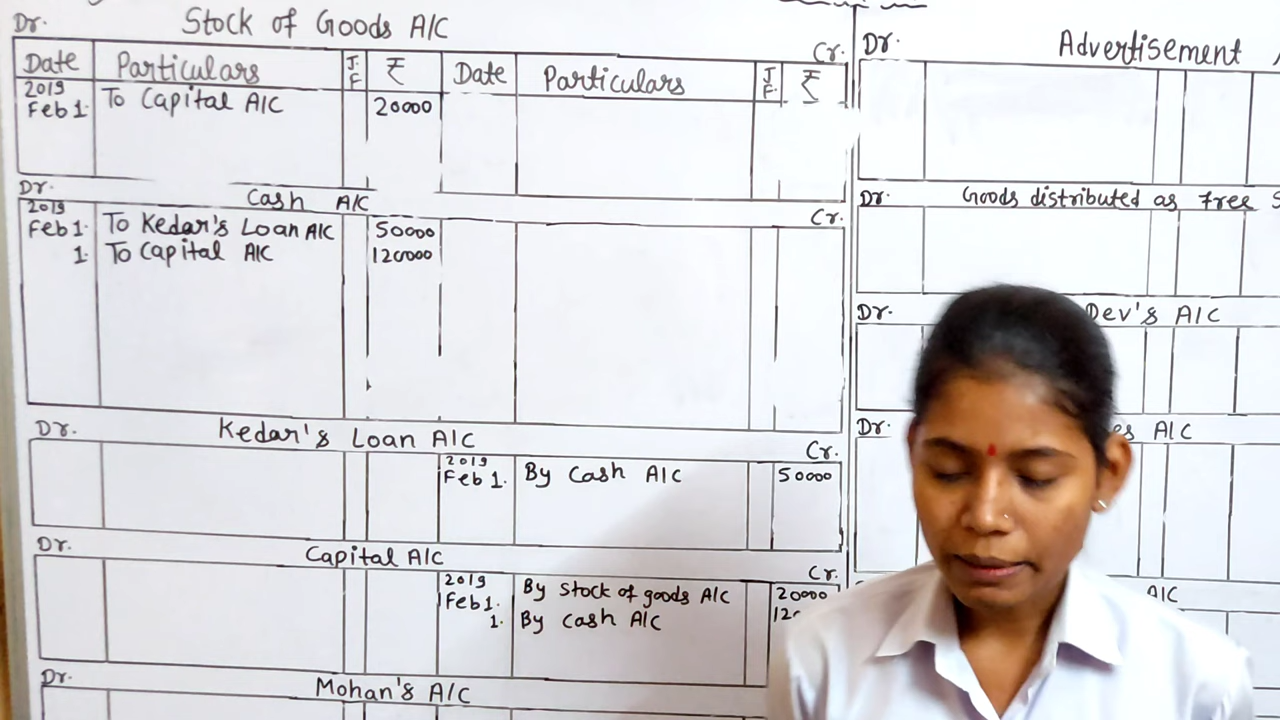 Dr. Stock of Goods A/C Cr.
Date Particulars J.F ₹ Date Particulars J.F. ₹
2019
Feb 1. To Capital A/C 20000
Dr. Cash A/C Cr.
2019
Feb 1. To Kedar's Loan A/C 50000
1. To Capital A/C 120000
Dr. Kedar's Loan A/C Cr.
2019
Feb 1. By Cash A/C 50000
Dr. Capital A/C Cr.
2019
Feb 1. By Stock of goods A/C 20000
1. By Cash A/C
Dr. Mohan's A/C
Dr. Advertisement
Dr. Goods distributed as Free
Dr. Dev's A/C
Dr. A/C
A/C